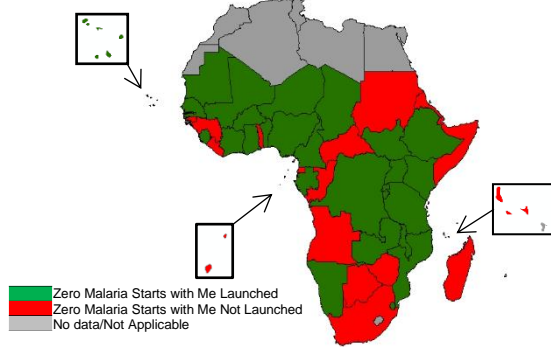 Zero Malaria Starts with Me Launched
Zero Malaria Starts with Me Not Launched
No data/Not Applicable